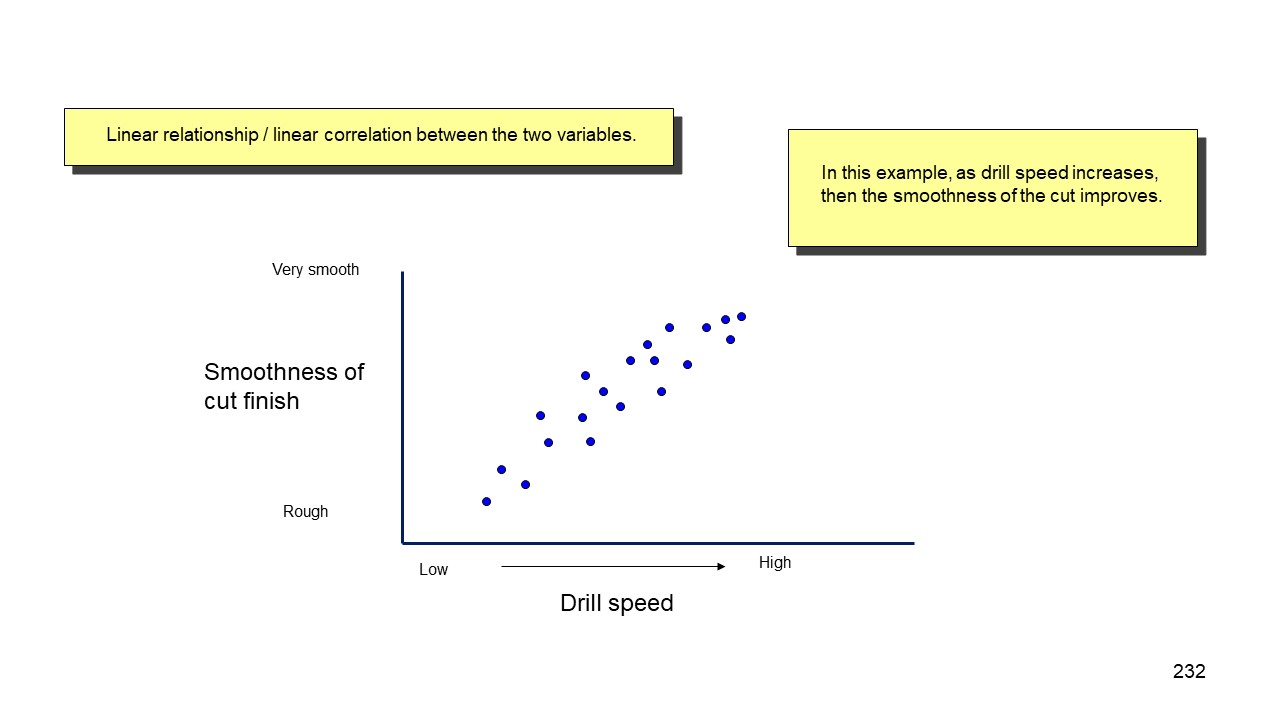 Linear relationship / linear correlation between the two variables.
In this example, as drill speed increases,
then the smoothness of the cut improves.
Very smooth
Smoothness of
cut finish
Rough
Low
High
Drill speed
232